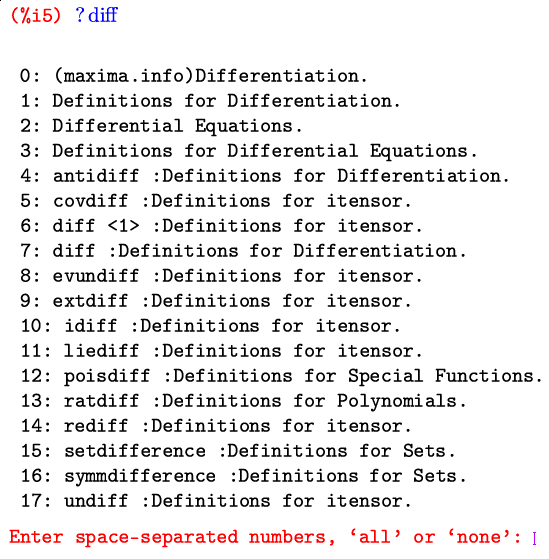 (%i5) ? diff
0: (maxima.info)Differentiation.
1: Definitions for Differentiation.
2: Differential Equations.
3: Definitions for Differential Equations.
4: antidiff :Definitions for Differentiation.
5: covdiff :Definitions for itensor.
6: diff <1> :Definitions for itensor.
7: diff :Definitions for Differentiation.
8: evundiff :Definitions for itensor.
9: extdiff :Definitions for itensor.
10: idiff :Definitions for itensor.
11: liediff :Definitions for itensor.
12: poisdiff :Definitions for Special Functions.
13: ratdiff :Definitions for Polynomials.
14: rediff :Definitions for itensor.
15: setdifference :Definitions for Sets.
16: symmdifference :Definitions for Sets.
17: undiff :Definitions for itensor.
Enter space-separated numbers, ‘all’ or ‘none’: